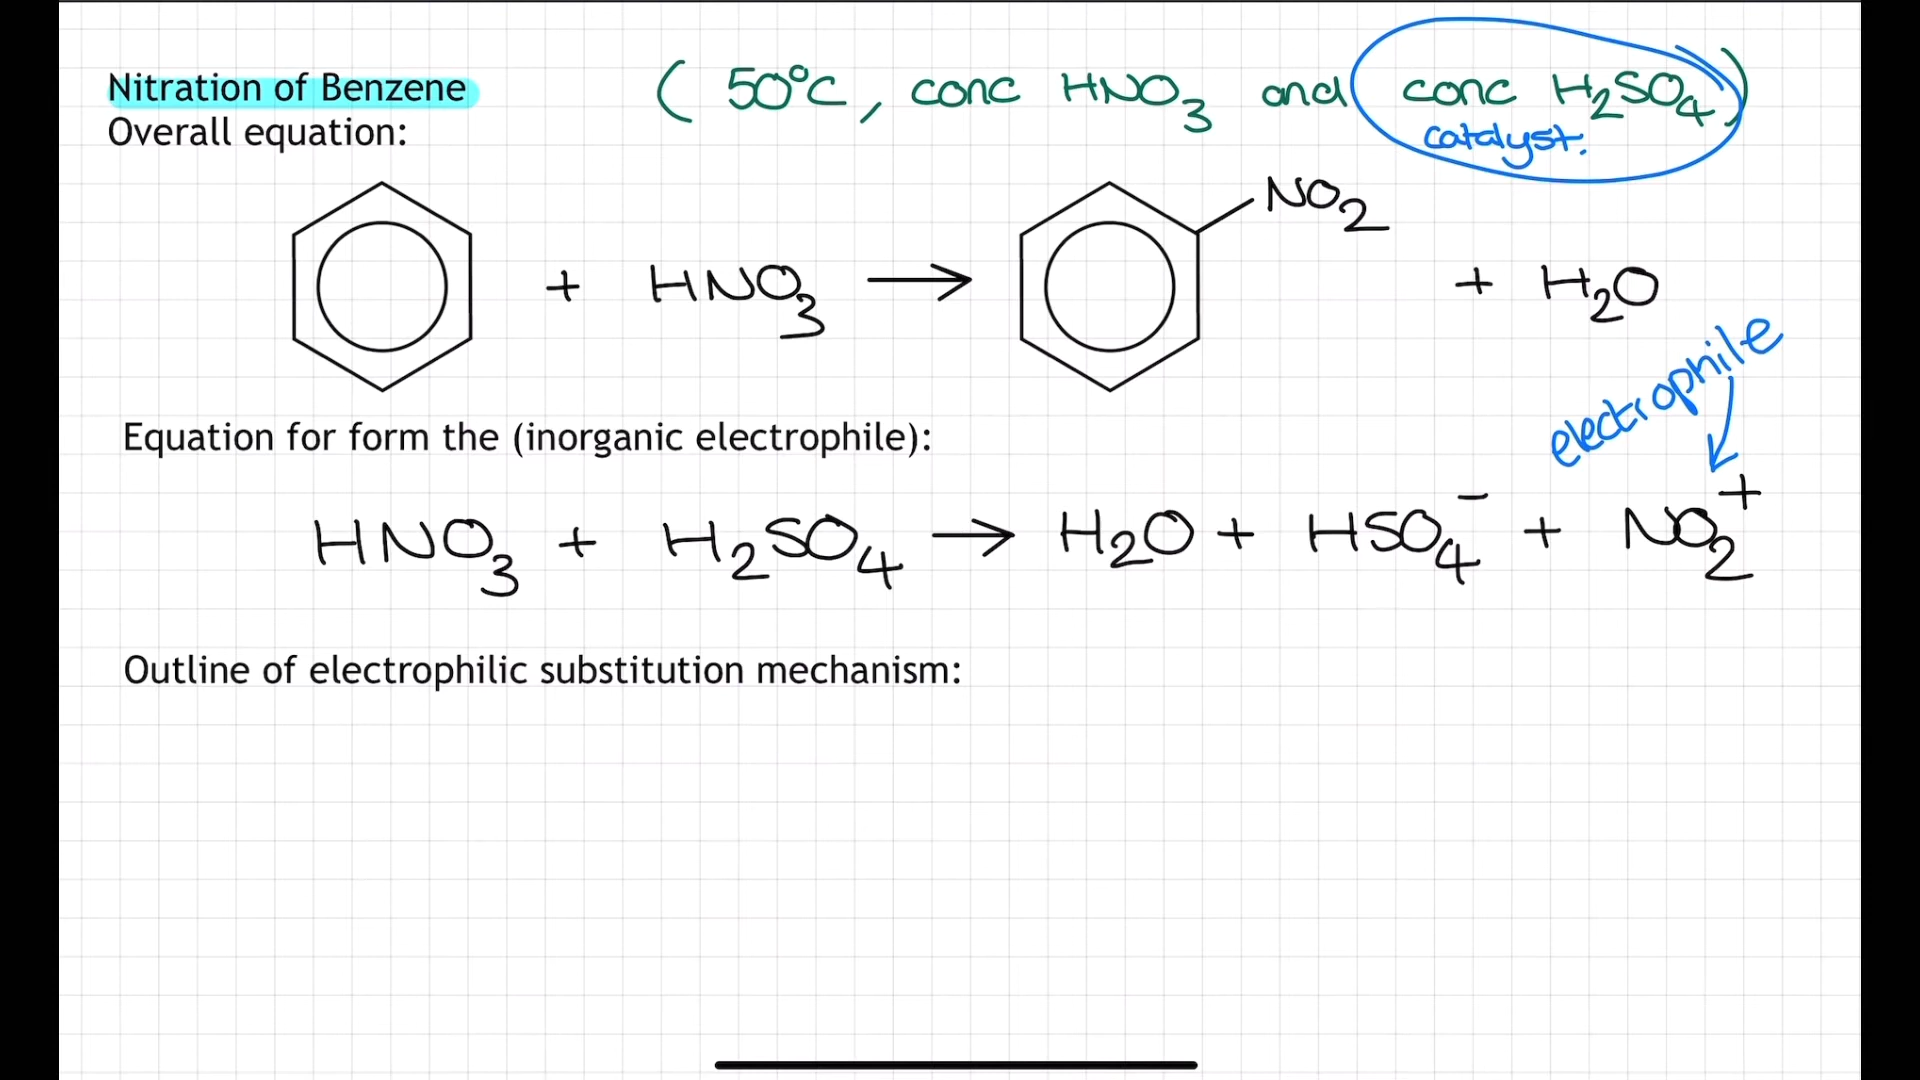 Nitration of Benzene (50°C, conc HNO₃ and conc H₂SO₄)
Overall equation: catalyst.
NO₂
+ HNO₃ → + H₂O
electrophile
Equation for form the (inorganic electrophile):
HNO₃ + H₂SO₄ → H₂O + HSO₄⁻ + NO₂⁺
Outline of electrophilic substitution mechanism: